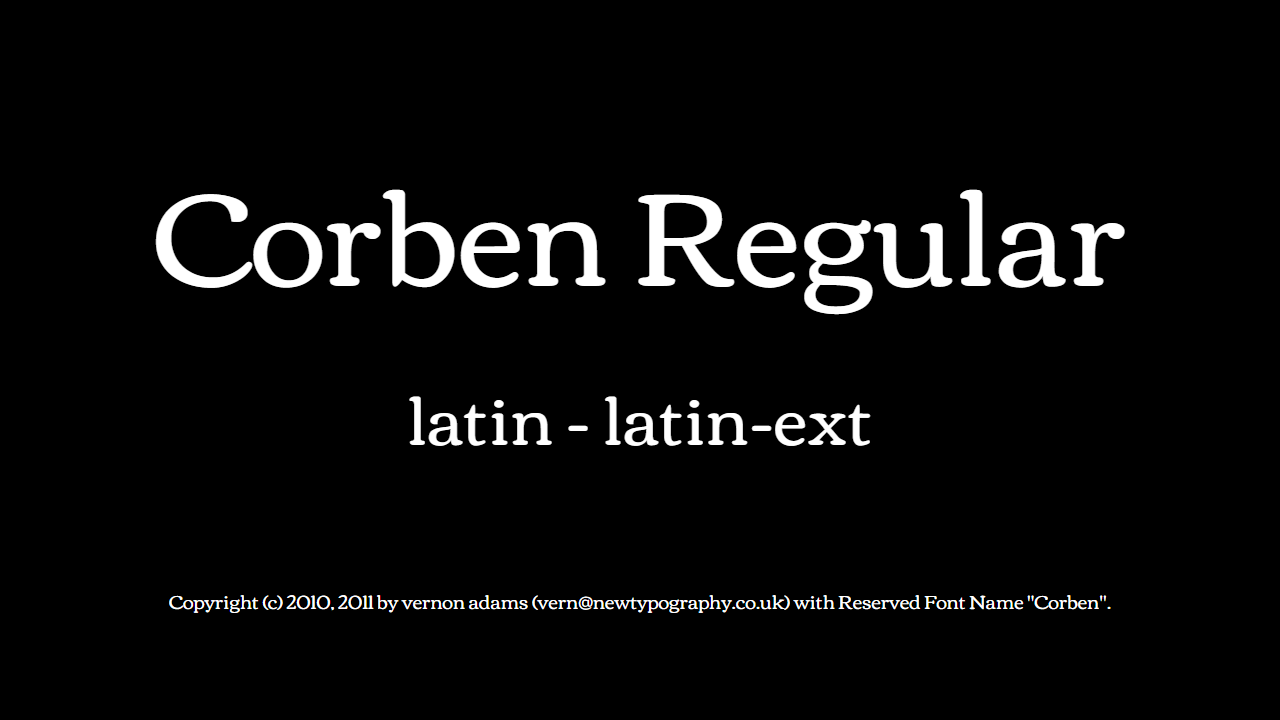 Corben Regular
latin - latin-ext
Copyright (c) 2010, 2011 by vernon adams (vern@newtypography.co.uk) with Reserved Font Name "Corben".